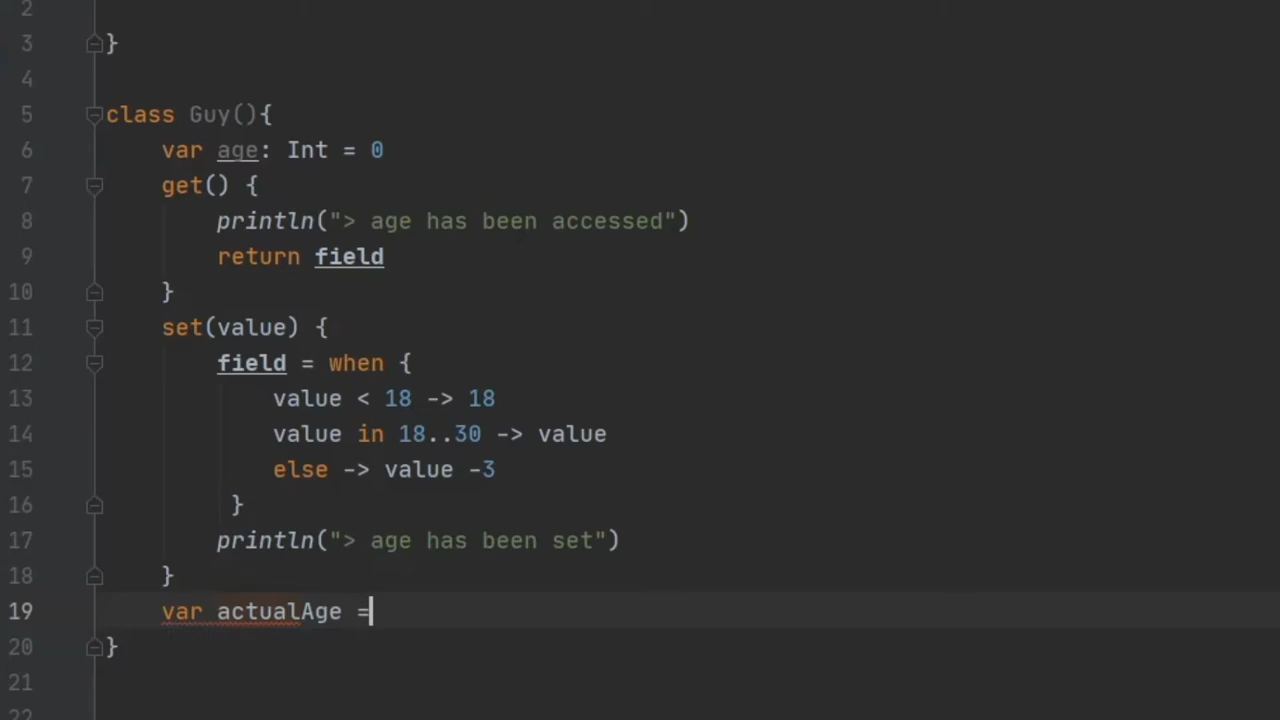 2
3 }
4
5 class Guy(){
6 var age: Int = 0
7 get() {
8 println("> age has been accessed")
9 return field
10 }
11 set(value) {
12 field = when {
13 value < 18 -> 18
14 value in 18..30 -> value
15 else -> value -3
16 }
17 println("> age has been set")
18 }
19 var actualAge =
20 }
21
22